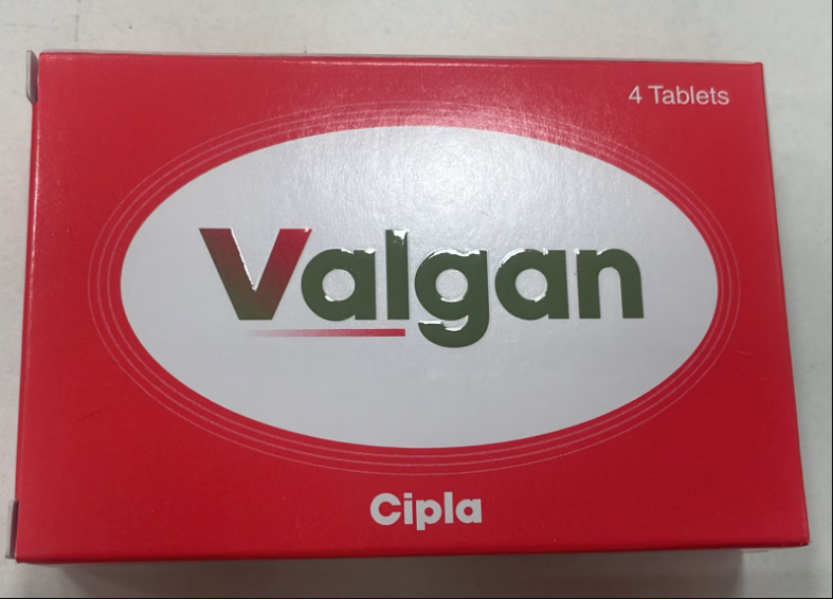 4 Tablets
Valgan
Cipla